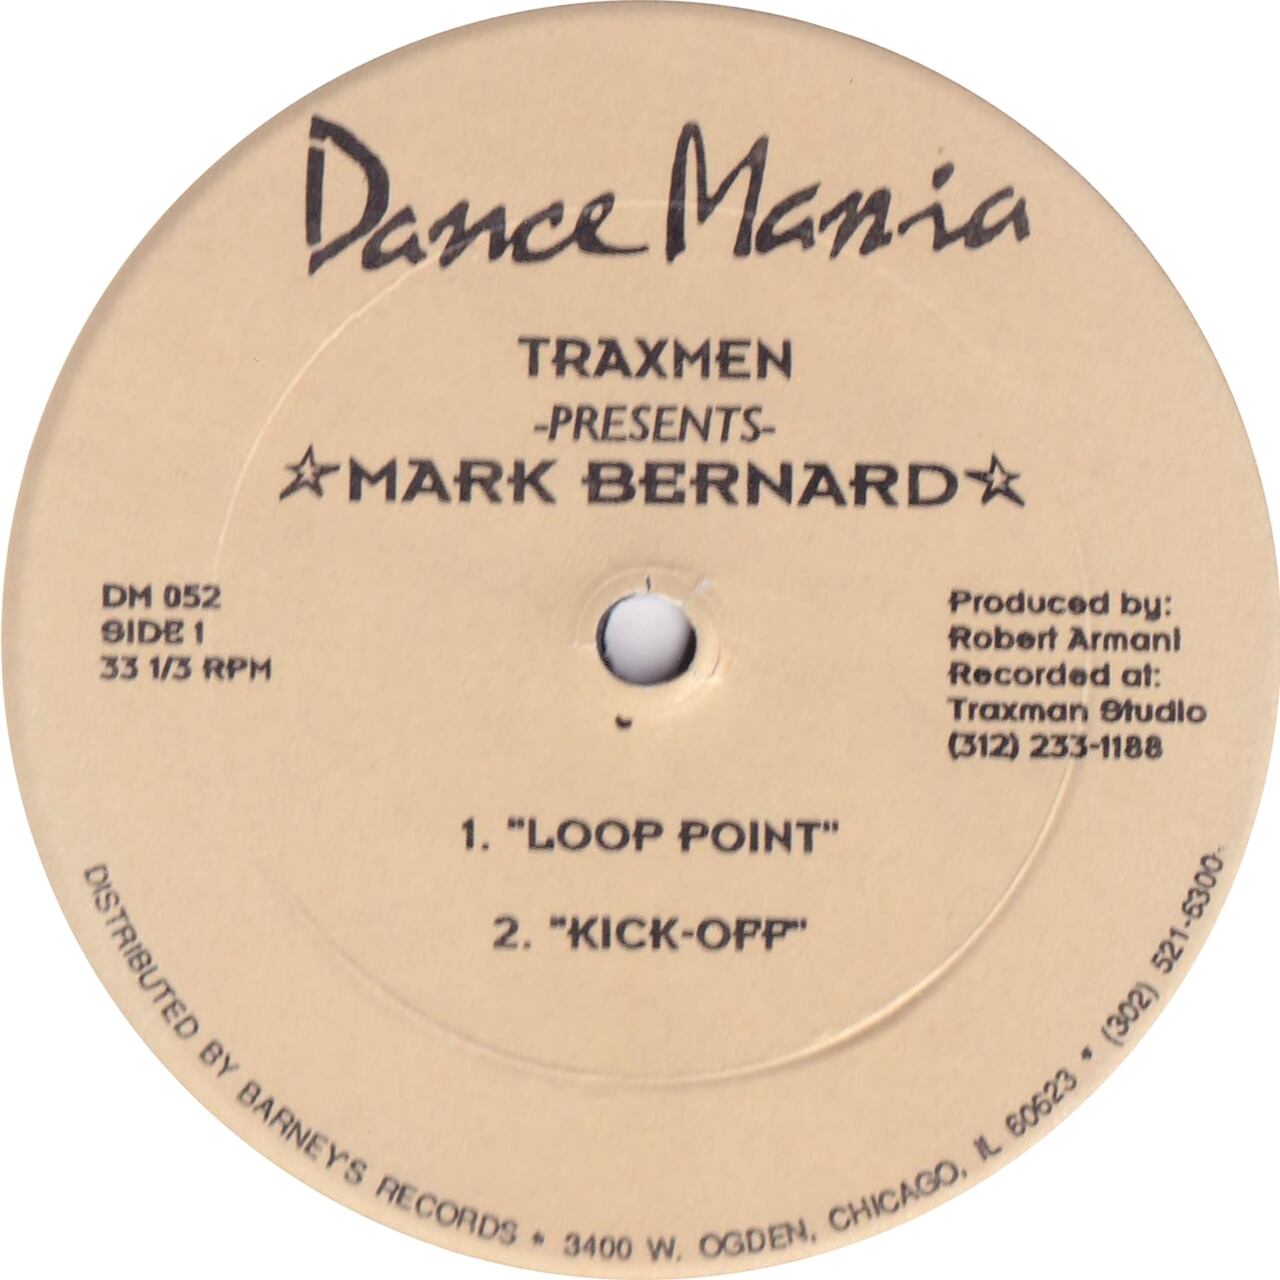 Dance Mania
TRAXMEN
-PRESENTS-
☆MARK BERNARD☆
DM 052
SIDE 1
33 1/3 RPM
Produced by:
Robert Armani
Recorded at:
Traxman Studio
(312) 233-1188
1. "LOOP POINT"
2. "KICK-OFF"
DISTRIBUTED BY BARNEY'S RECORDS • 3400 W. OGDEN, CHICAGO, IL 60623 • (302) 521-6300